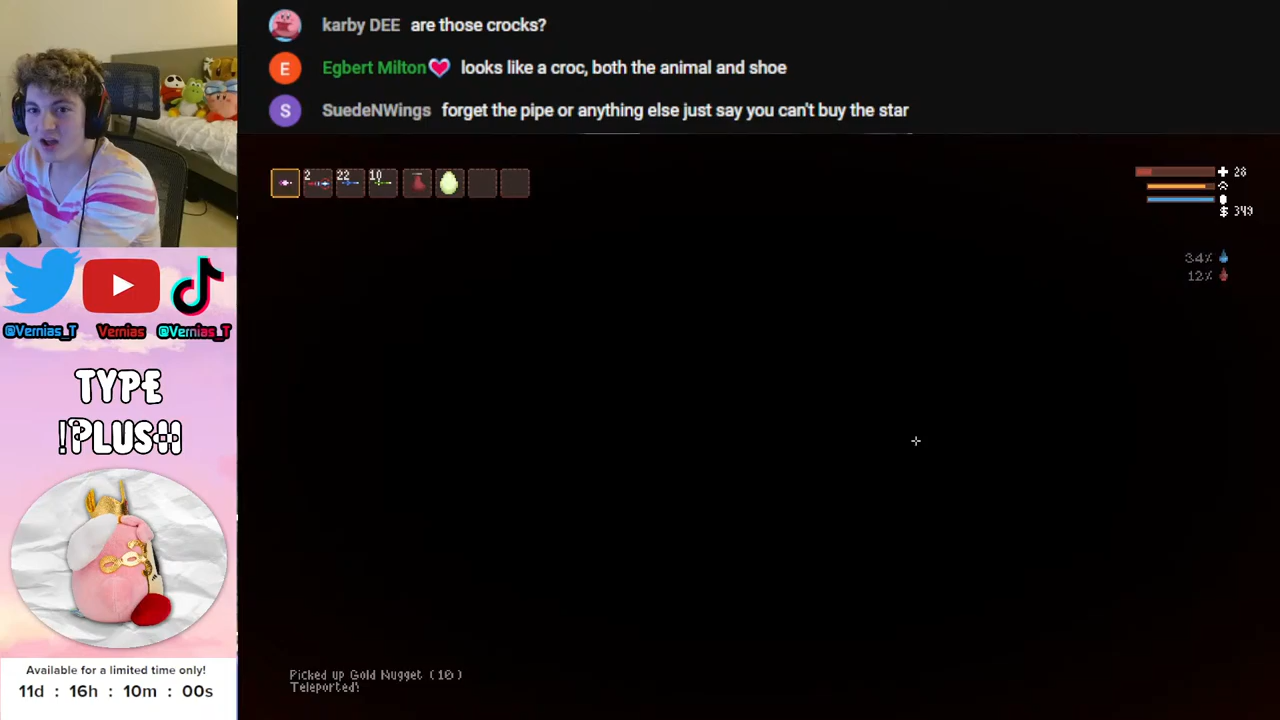 karby DEE are those crocks?
E Egbert Milton looks like a croc, both the animal and shoe
S SuedeNWings forget the pipe or anything else just say you can't buy the star
2 22 10
28
$ 349
34%
12%
@Vernias_T Vernias @Vernias_T
TYPE
!PLUSH
Available for a limited time only!
11d : 16h : 10m : 00s
Picked up Gold Nugget (10)
Teleported!